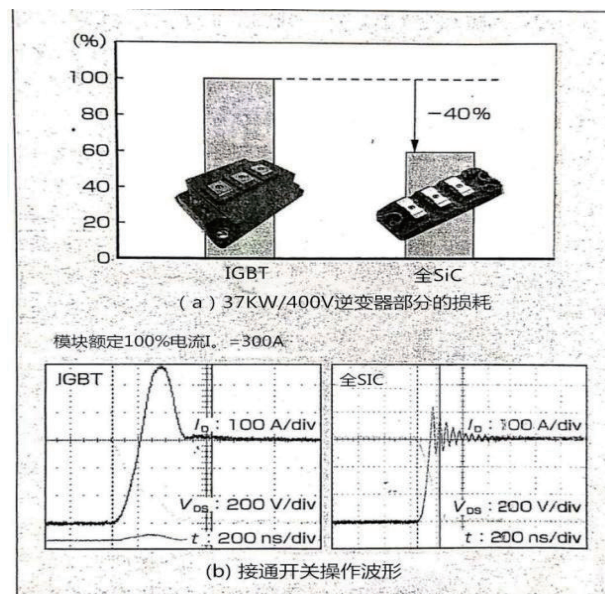 (%)
100
80
60
40
20
0
-40%
IGBT
全SiC
(a)37KW/400V逆变器部分的损耗
模块额定100%电流I。=300A
IGBT
I_D:100 A/div
V_DS:200 V/div
t:200 ns/div
全SIC
I_D:100 A/div
V_DS:200 V/div
t:200 ns/div
(b) 接通开关操作波形